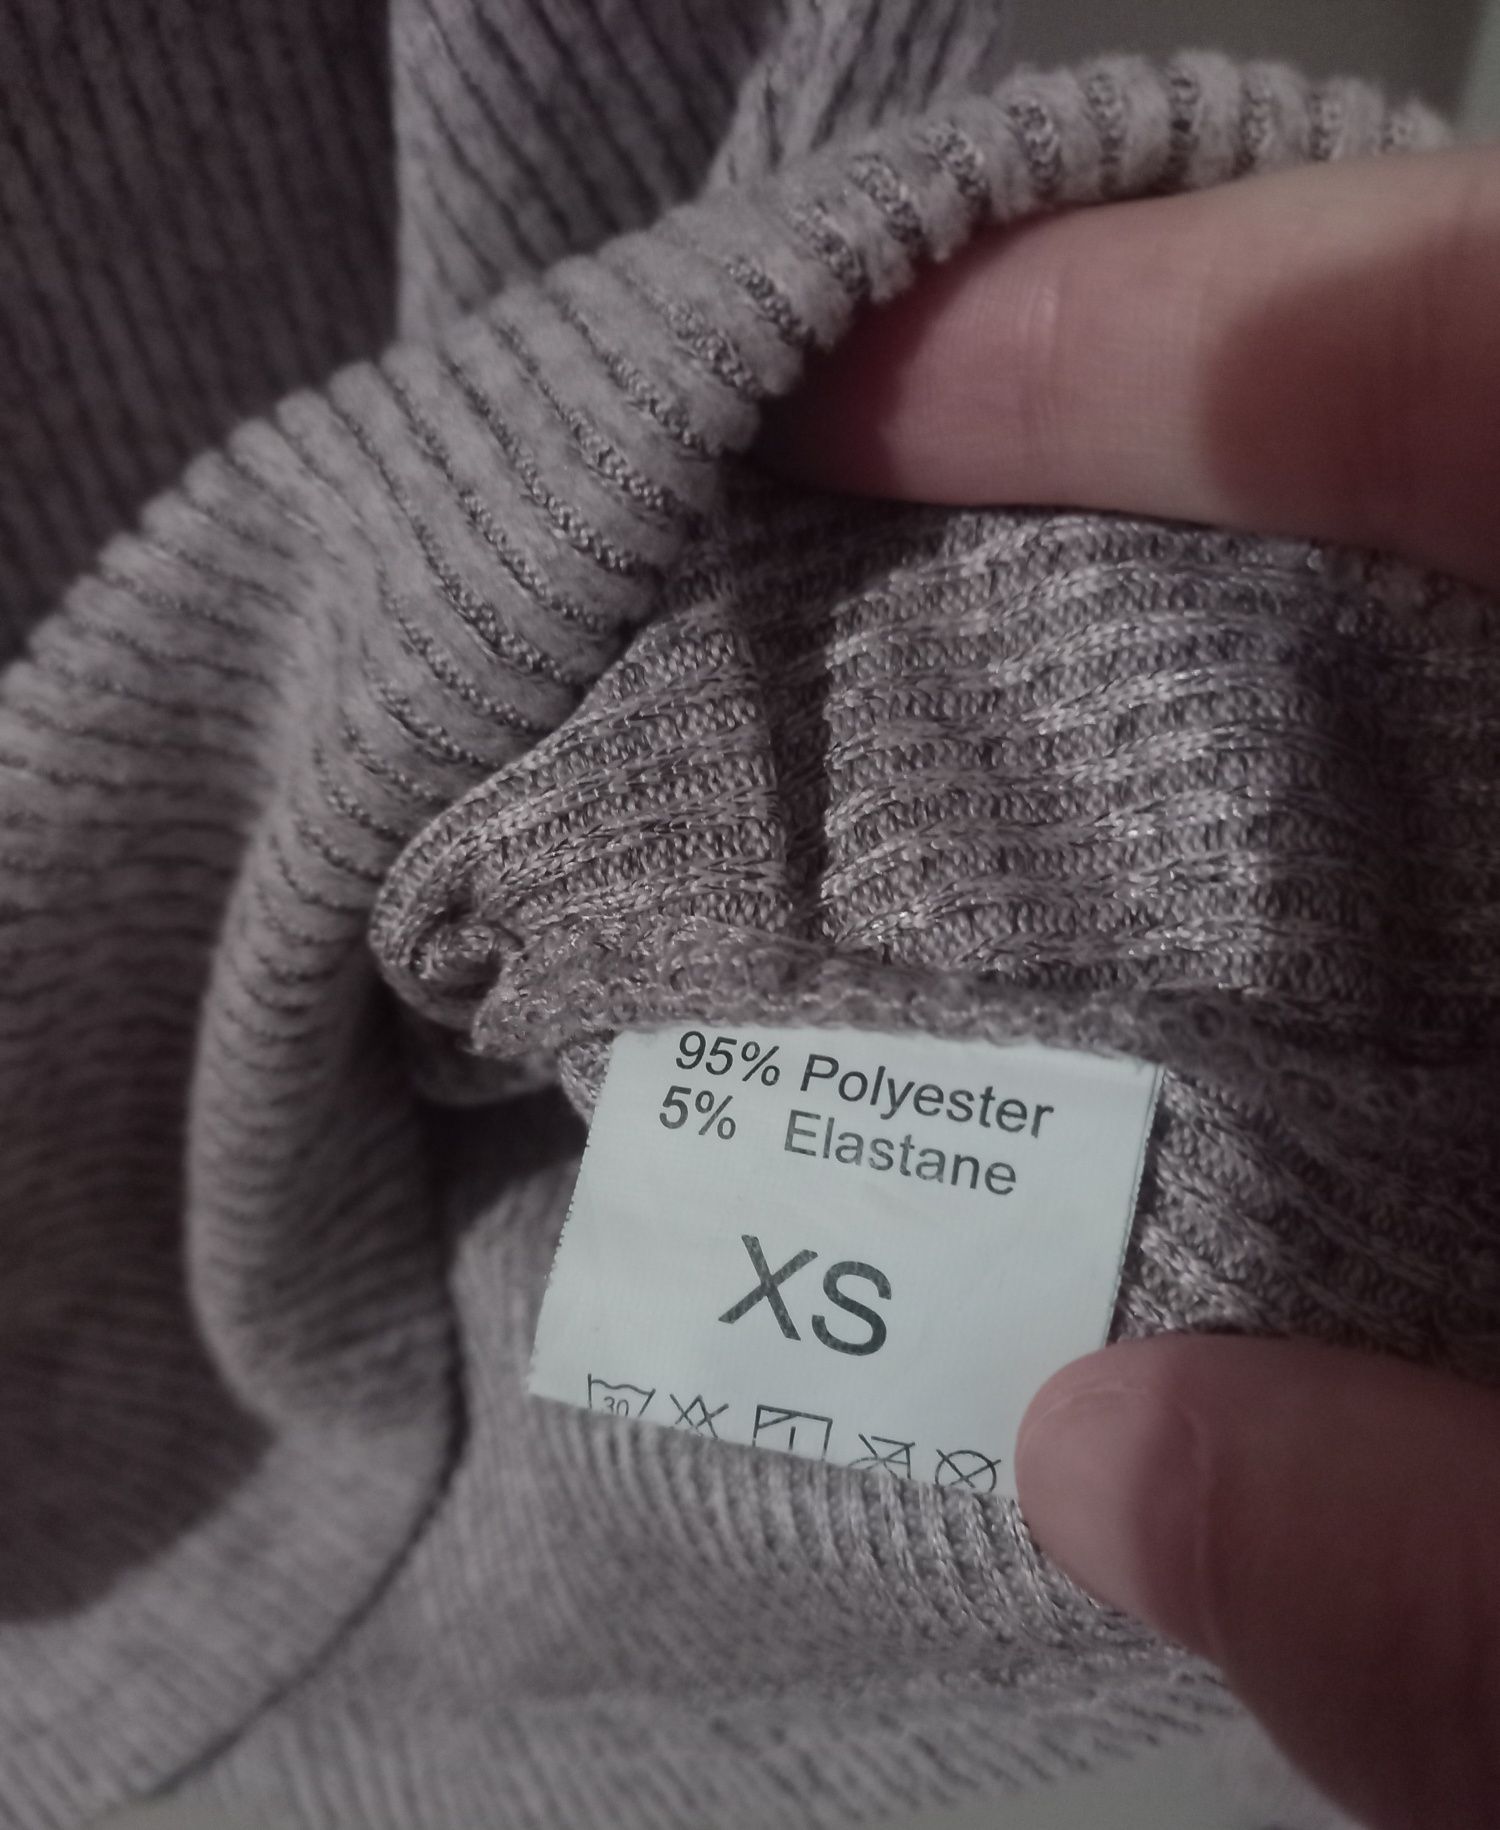 95% Polyester
5% Elastane
XS
30